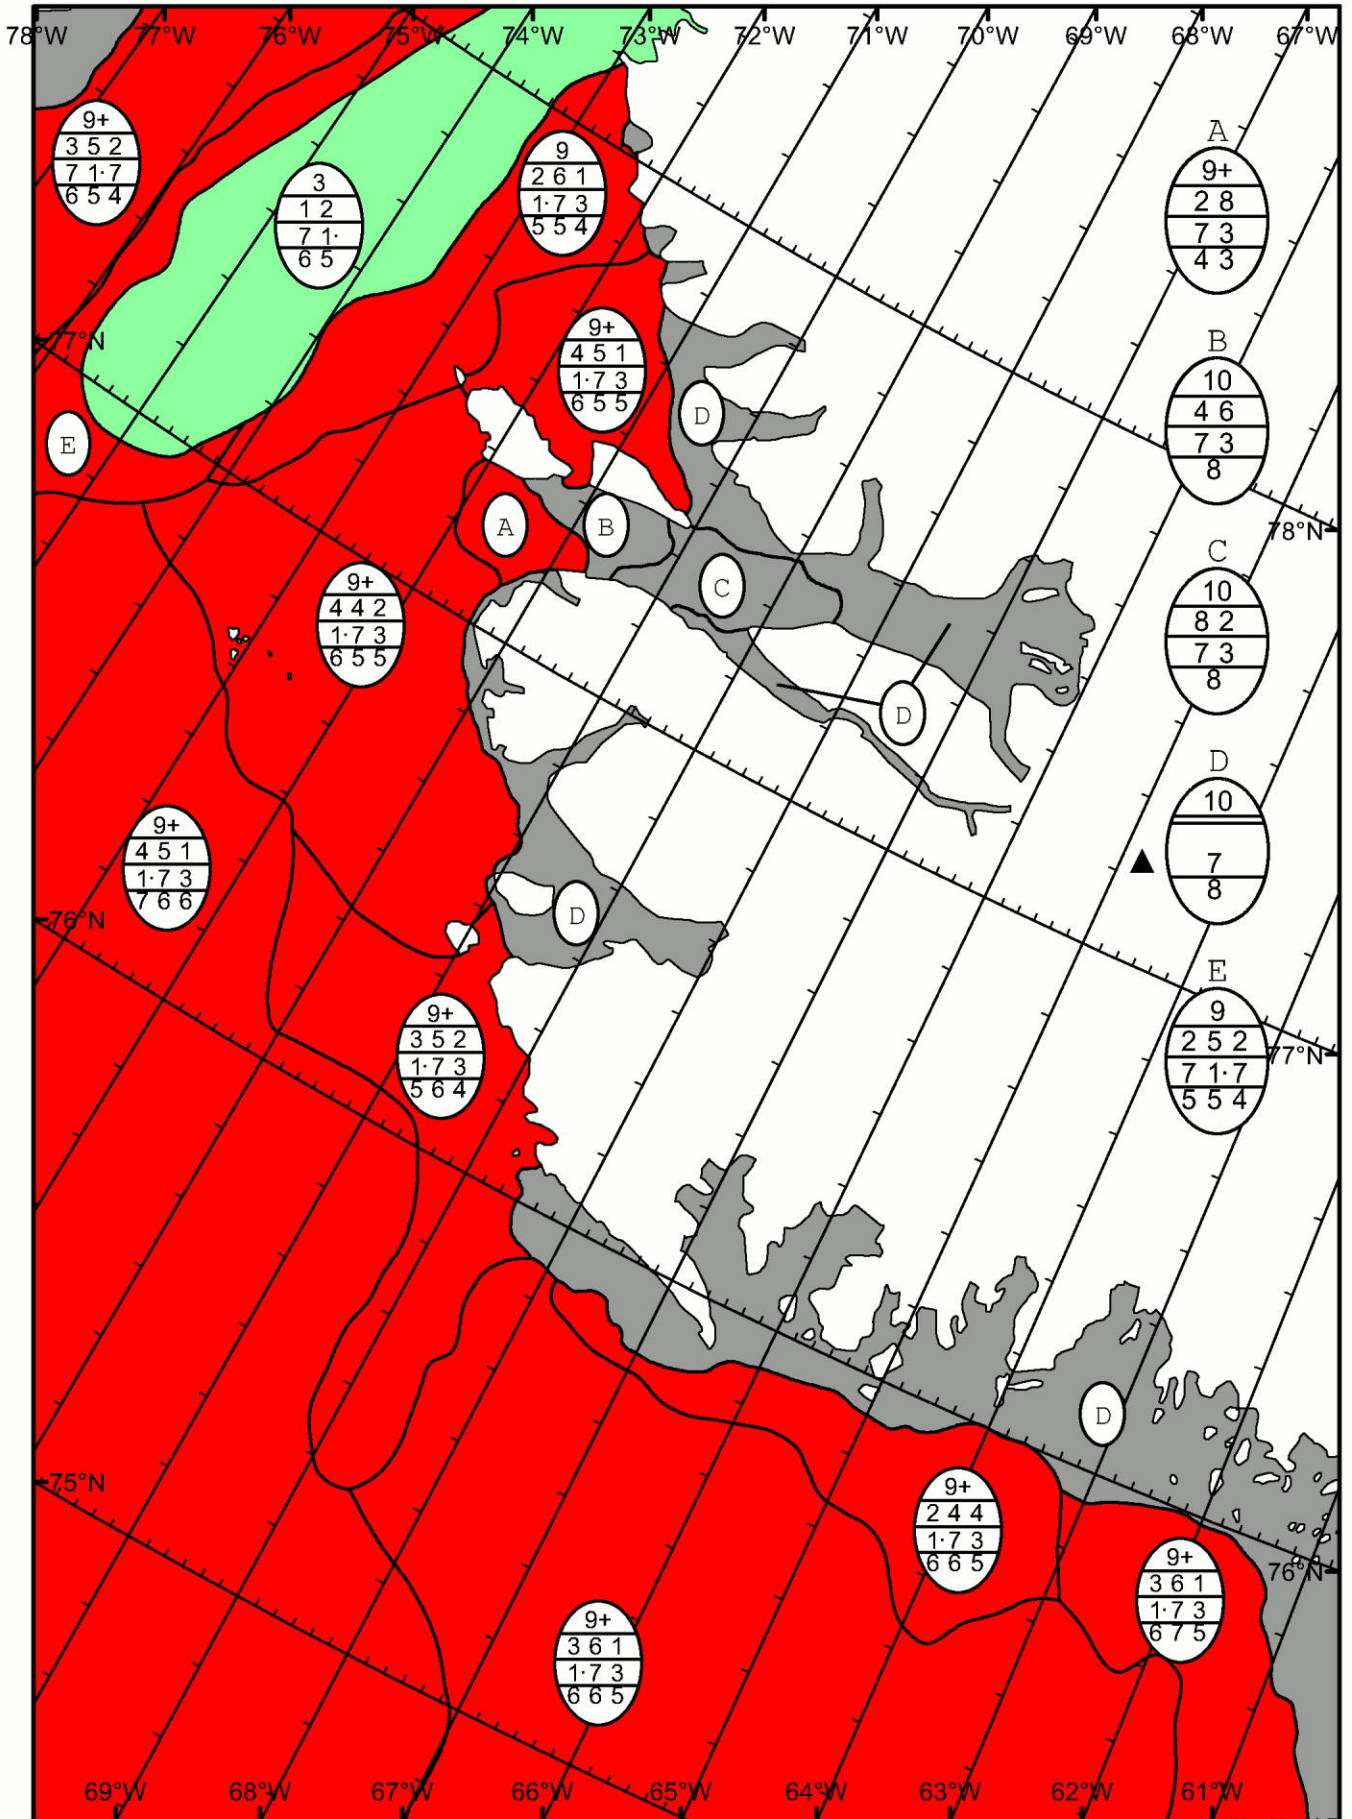 78°W 77°W 76°W 75°W 74°W 73°W 72°W 71°W 70°W 69°W 68°W 67°W
9+
3 5 2
7 1· 7
6 5 4
3
1 2
7 1·
6 5
9
2 6 1
1· 7 3
5 5 4
A
9+
2 8
7 3
4 3
77°N
9+
4 5 1
1· 7 3
6 5 5
B
10
4 6
7 3
8
D
E
A
B
78°N
C
C
10
8 2
7 3
8
9+
4 4 2
1· 7 3
6 5 5
D
D
10
7
8
9+
4 5 1
1· 7 3
7 6 6
76°N
D
E
9
2 5 2
7 1· 7
5 5 4
77°N
9+
3 5 2
1· 7 3
5 6 4
D
75°N
9+
2 4 4
1· 7 3
6 6 5
9+
3 6 1
1· 7 3
6 7 5
76°N
9+
3 6 1
1· 7 3
6 6 5
69°W 68°W 67°W 66°W 65°W 64°W 63°W 62°W 61°W